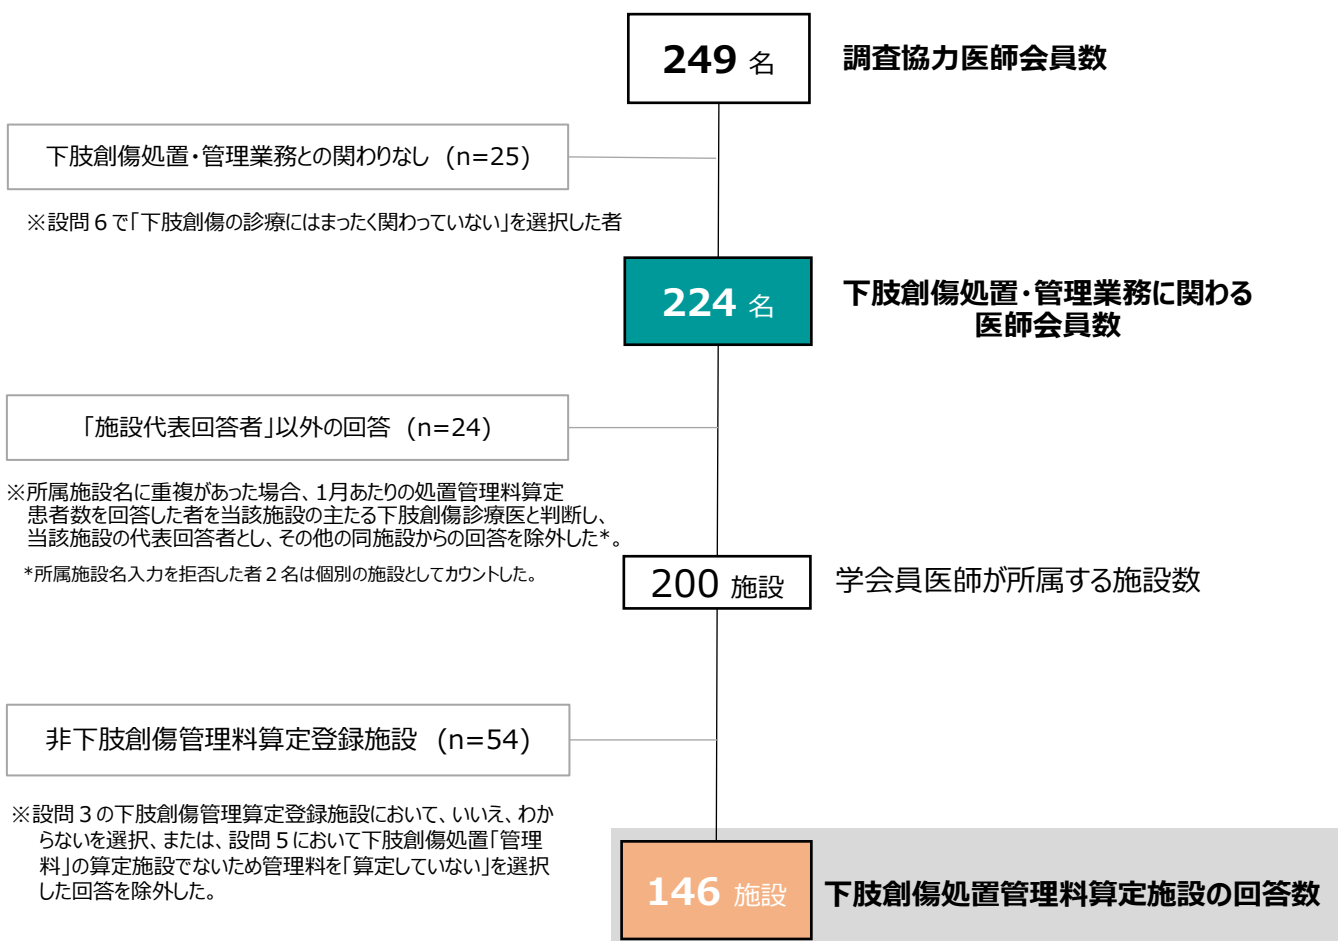 249 名
調査協力医師会員数
下肢創傷処置・管理業務との関わりなし (n=25)
※設問６で「下肢創傷の診療にはまったく関わっていない」を選択した者
224 名
下肢創傷処置・管理業務に関わる
医師会員数
「施設代表回答者」以外の回答 (n=24)
※所属施設名に重複があった場合、1月あたりの処置管理料算定
患者数を回答した者を当該施設の主たる下肢創傷診療医と判断し、
当該施設の代表回答者とし、その他の同施設からの回答を除外した*。
*所属施設名入力を拒否した者２名は個別の施設としてカウントした。
200 施設
学会員医師が所属する施設数
非下肢創傷管理料算定登録施設 (n=54)
※設問３の下肢創傷管理算定登録施設において、いいえ、わか
らないを選択、または、設問５において下肢創傷処置「管理
料」の算定施設でないため管理料を「算定していない」を選択
した回答を除外した。
146 施設
下肢創傷処置管理料算定施設の回答数